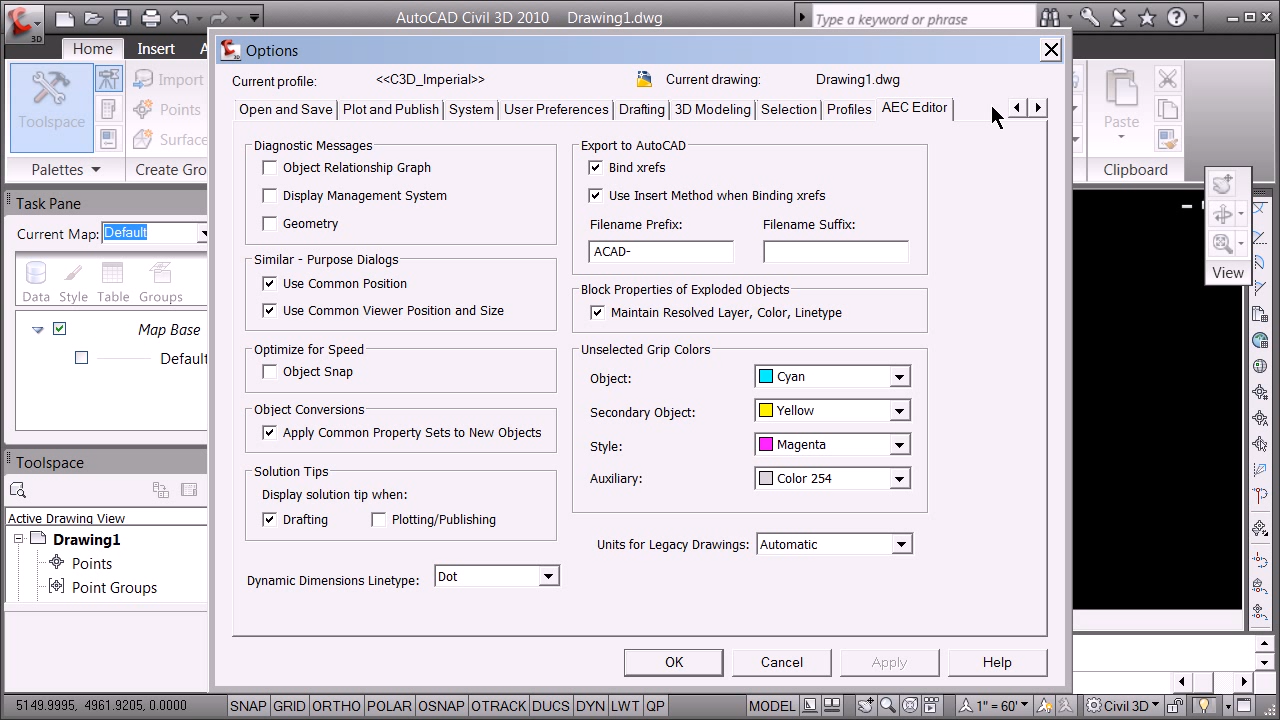 AutoCAD Civil 3D 2010 Drawing1.dwg
Type a keyword or phrase
3D
Home Insert A
Toolspace
Import
Points
Surface
Palettes
Create Grou
Paste
Clipboard
View
Task Pane
Current Map: Default
Data Style Table Groups
Map Base
Default
Toolspace
Active Drawing View
Drawing1
Points
Point Groups
Options
Current profile: <<C3D_Imperial>> Current drawing: Drawing1.dwg
Open and Save Plot and Publish System User Preferences Drafting 3D Modeling Selection Profiles AEC Editor
Diagnostic Messages
Object Relationship Graph
Display Management System
Geometry
Similar - Purpose Dialogs
Use Common Position
Use Common Viewer Position and Size
Optimize for Speed
Object Snap
Object Conversions
Apply Common Property Sets to New Objects
Solution Tips
Display solution tip when:
Drafting Plotting/Publishing
Dynamic Dimensions Linetype: Dot
Export to AutoCAD
Bind xrefs
Use Insert Method when Binding xrefs
Filename Prefix: Filename Suffix:
ACAD-
Block Properties of Exploded Objects
Maintain Resolved Layer, Color, Linetype
Unselected Grip Colors
Object: Cyan
Secondary Object: Yellow
Style: Magenta
Auxiliary: Color 254
Units for Legacy Drawings: Automatic
OK Cancel Apply Help
5149.9995, 4961.9205, 0.0000 SNAP GRID ORTHO POLAR OSNAP OTRACK DUCS DYN LWT QP MODEL 1" = 60' Civil 3D